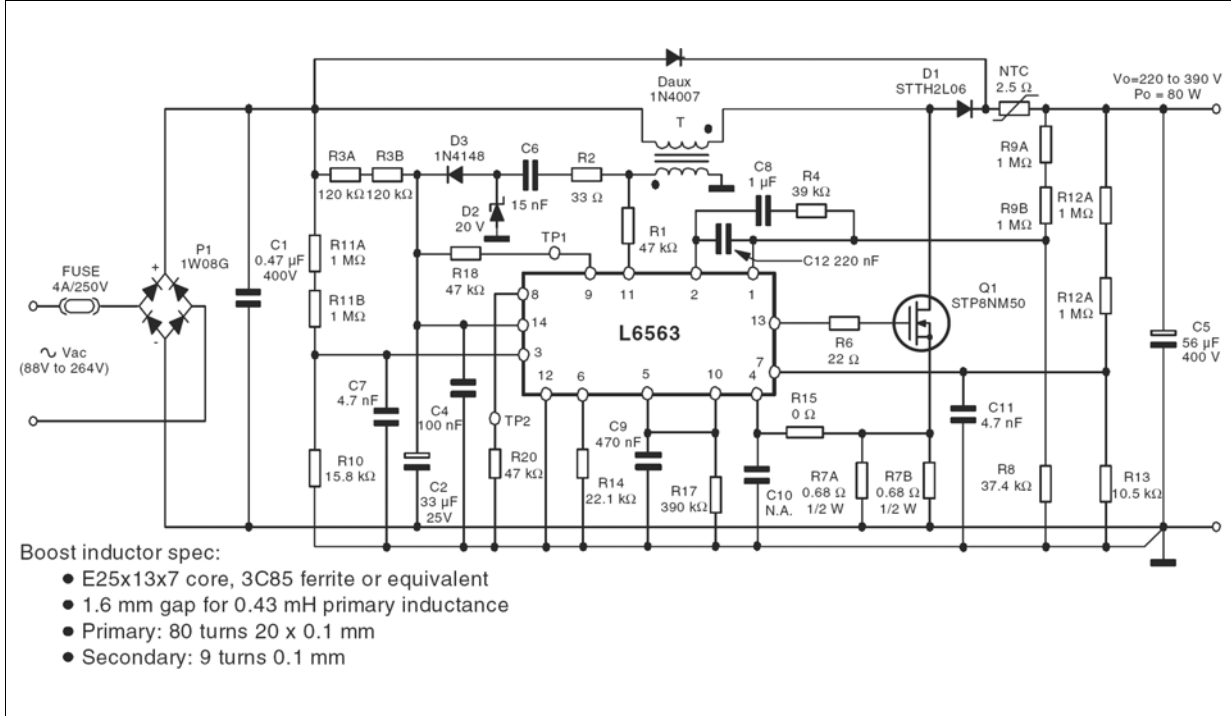 Daux
1N4007
D1
STTH2L06
NTC
2.5 Ω
Vo=220 to 390 V
Po = 80 W
T
R3A
120 kΩ
R3B
120 kΩ
D3
1N4148
C6
15 nF
R2
33 Ω
D2
20 V
C8
1 µF
R4
39 kΩ
R9A
1 MΩ
R9B
1 MΩ
R12A
1 MΩ
R1
47 kΩ
C12 220 nF
TP1
R18
47 kΩ
P1
1W08G
+
-
C1
0.47 µF
400V
R11A
1 MΩ
R11B
1 MΩ
FUSE
4A/250V
Vac
(88V to 264V)
8
9
11
2
1
14
3
13
7
12
6
5
10
4
L6563
Q1
STP8NM50
R6
22 Ω
R12A
1 MΩ
C5
56 µF
400 V
C7
4.7 nF
C4
100 nF
TP2
C9
470 nF
R15
0 Ω
C11
4.7 nF
R10
15.8 kΩ
C2
33 µF
25V
R20
47 kΩ
R14
22.1 kΩ
R17
390 kΩ
C10
N.A.
R7A
0.68 Ω
1/2 W
R7B
0.68 Ω
1/2 W
R8
37.4 kΩ
R13
10.5 kΩ
Boost inductor spec:
● E25x13x7 core, 3C85 ferrite or equivalent
● 1.6 mm gap for 0.43 mH primary inductance
● Primary: 80 turns 20 x 0.1 mm
● Secondary: 9 turns 0.1 mm